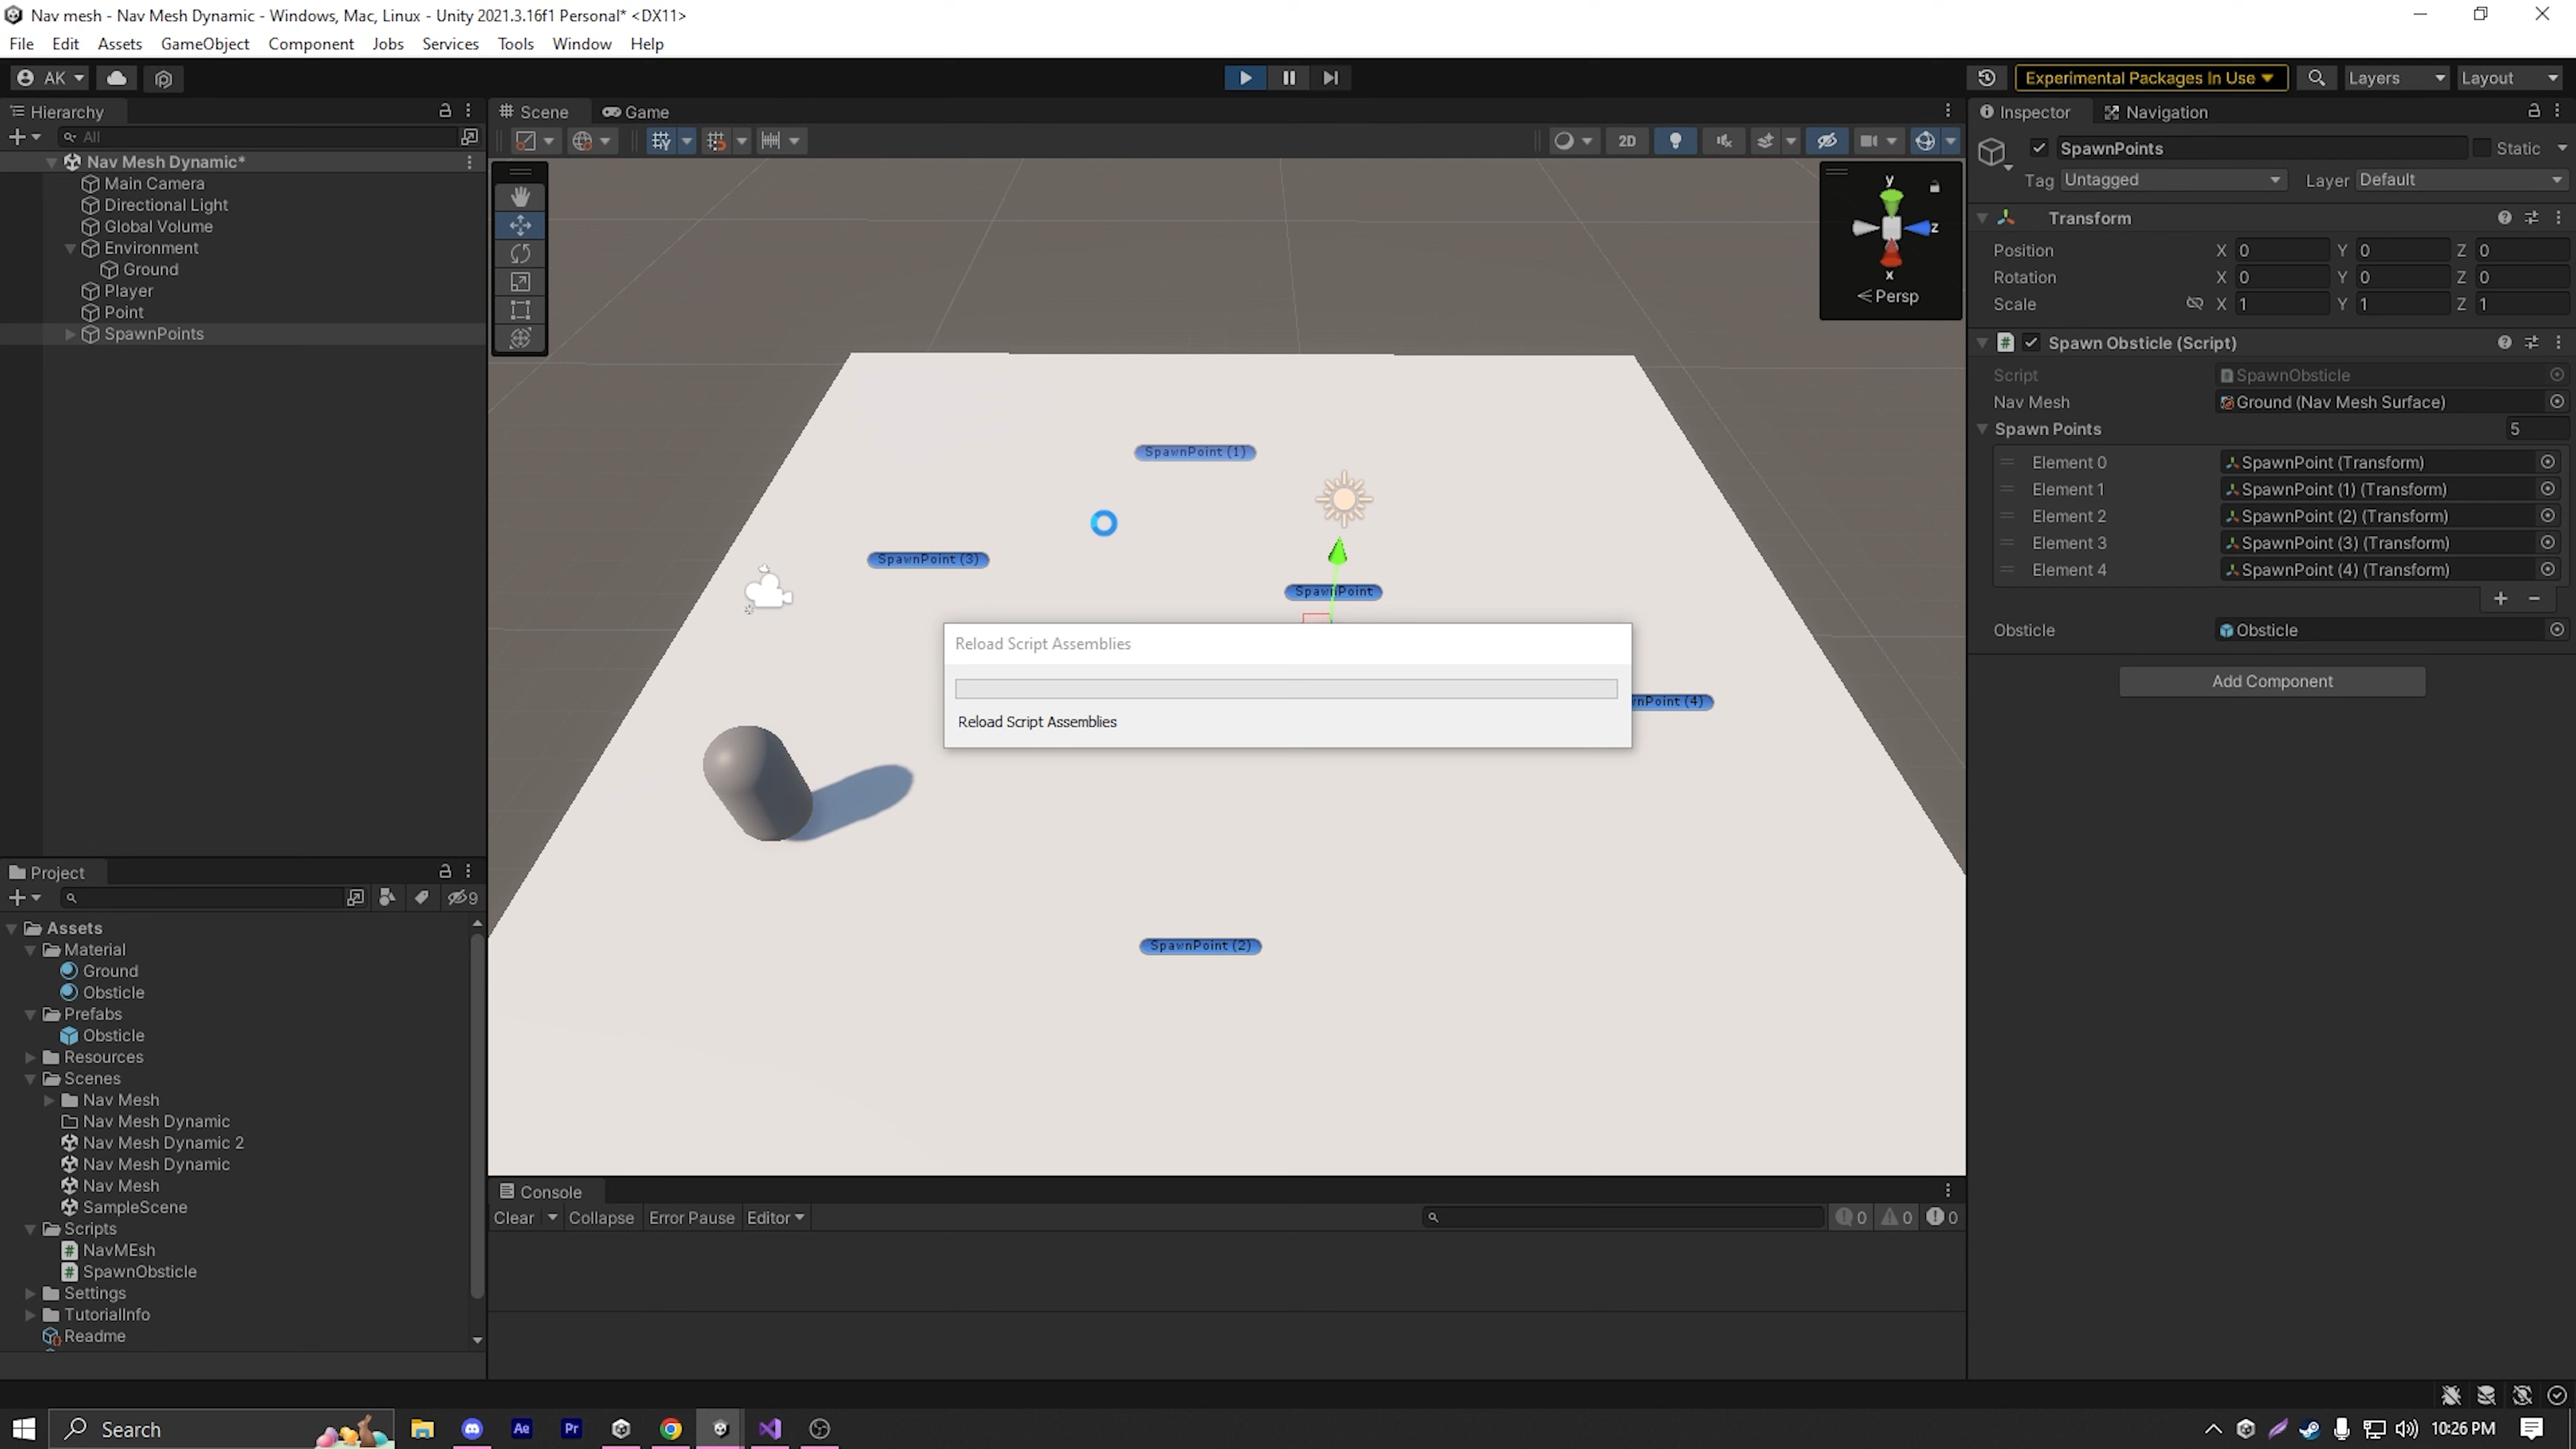 Nav mesh - Nav Mesh Dynamic - Windows, Mac, Linux - Unity 2021.3.16f1 Personal* <DX11>
File Edit Assets GameObject Component Jobs Services Tools Window Help
AK
Experimental Packages In Use
Layers
Layout
Hierarchy
All
Nav Mesh Dynamic*
Main Camera
Directional Light
Global Volume
Environment
Ground
Player
Point
SpawnPoints
Scene
Game
2D
y
z
x
Persp
SpawnPoint (1)
SpawnPoint (3)
SpawnPoint
nPoint (4)
SpawnPoint (2)
Reload Script Assemblies
Reload Script Assemblies
Inspector
Navigation
SpawnPoints
Static
Tag Untagged
Layer Default
Transform
Position X 0 Y 0 Z 0
Rotation X 0 Y 0 Z 0
Scale X 1 Y 1 Z 1
# Spawn Obsticle (Script)
Script SpawnObsticle
Nav Mesh Ground (Nav Mesh Surface)
Spawn Points 5
Element 0 SpawnPoint (Transform)
Element 1 SpawnPoint (1) (Transform)
Element 2 SpawnPoint (2) (Transform)
Element 3 SpawnPoint (3) (Transform)
Element 4 SpawnPoint (4) (Transform)
Obsticle Obsticle
Add Component
Project
9
Assets
Material
Ground
Obsticle
Prefabs
Obsticle
Resources
Scenes
Nav Mesh
Nav Mesh Dynamic
Nav Mesh Dynamic 2
Nav Mesh Dynamic
Nav Mesh
SampleScene
Scripts
# NavMEsh
# SpawnObsticle
Settings
TutorialInfo
Readme
Console
Clear Collapse Error Pause Editor
0 0 0
Search
Ae
Pr
10:26 PM